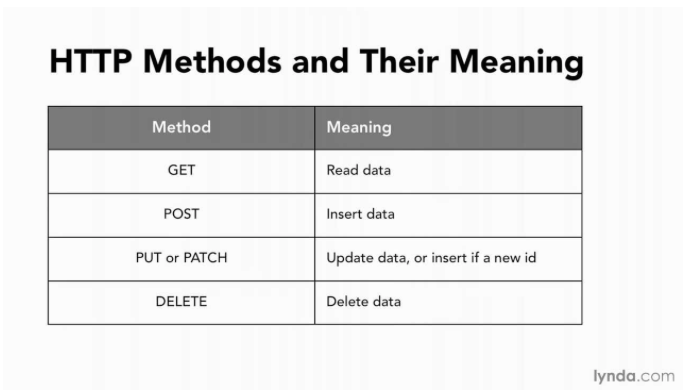 HTTP Methods and Their Meaning
Method Meaning
GET Read data
POST Insert data
PUT or PATCH Update data, or insert if a new id
DELETE Delete data
lynda.com